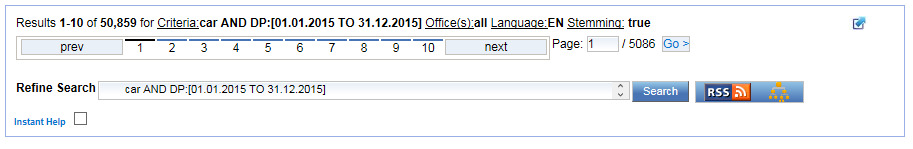 Results 1-10 of 50,859 for Criteria:car AND DP:[01.01.2015 TO 31.12.2015] Office(s):all Language:EN Stemming: true
prev 1 2 3 4 5 6 7 8 9 10 next Page: 1 / 5086 Go >
Refine Search car AND DP:[01.01.2015 TO 31.12.2015] Search RSS
Instant Help